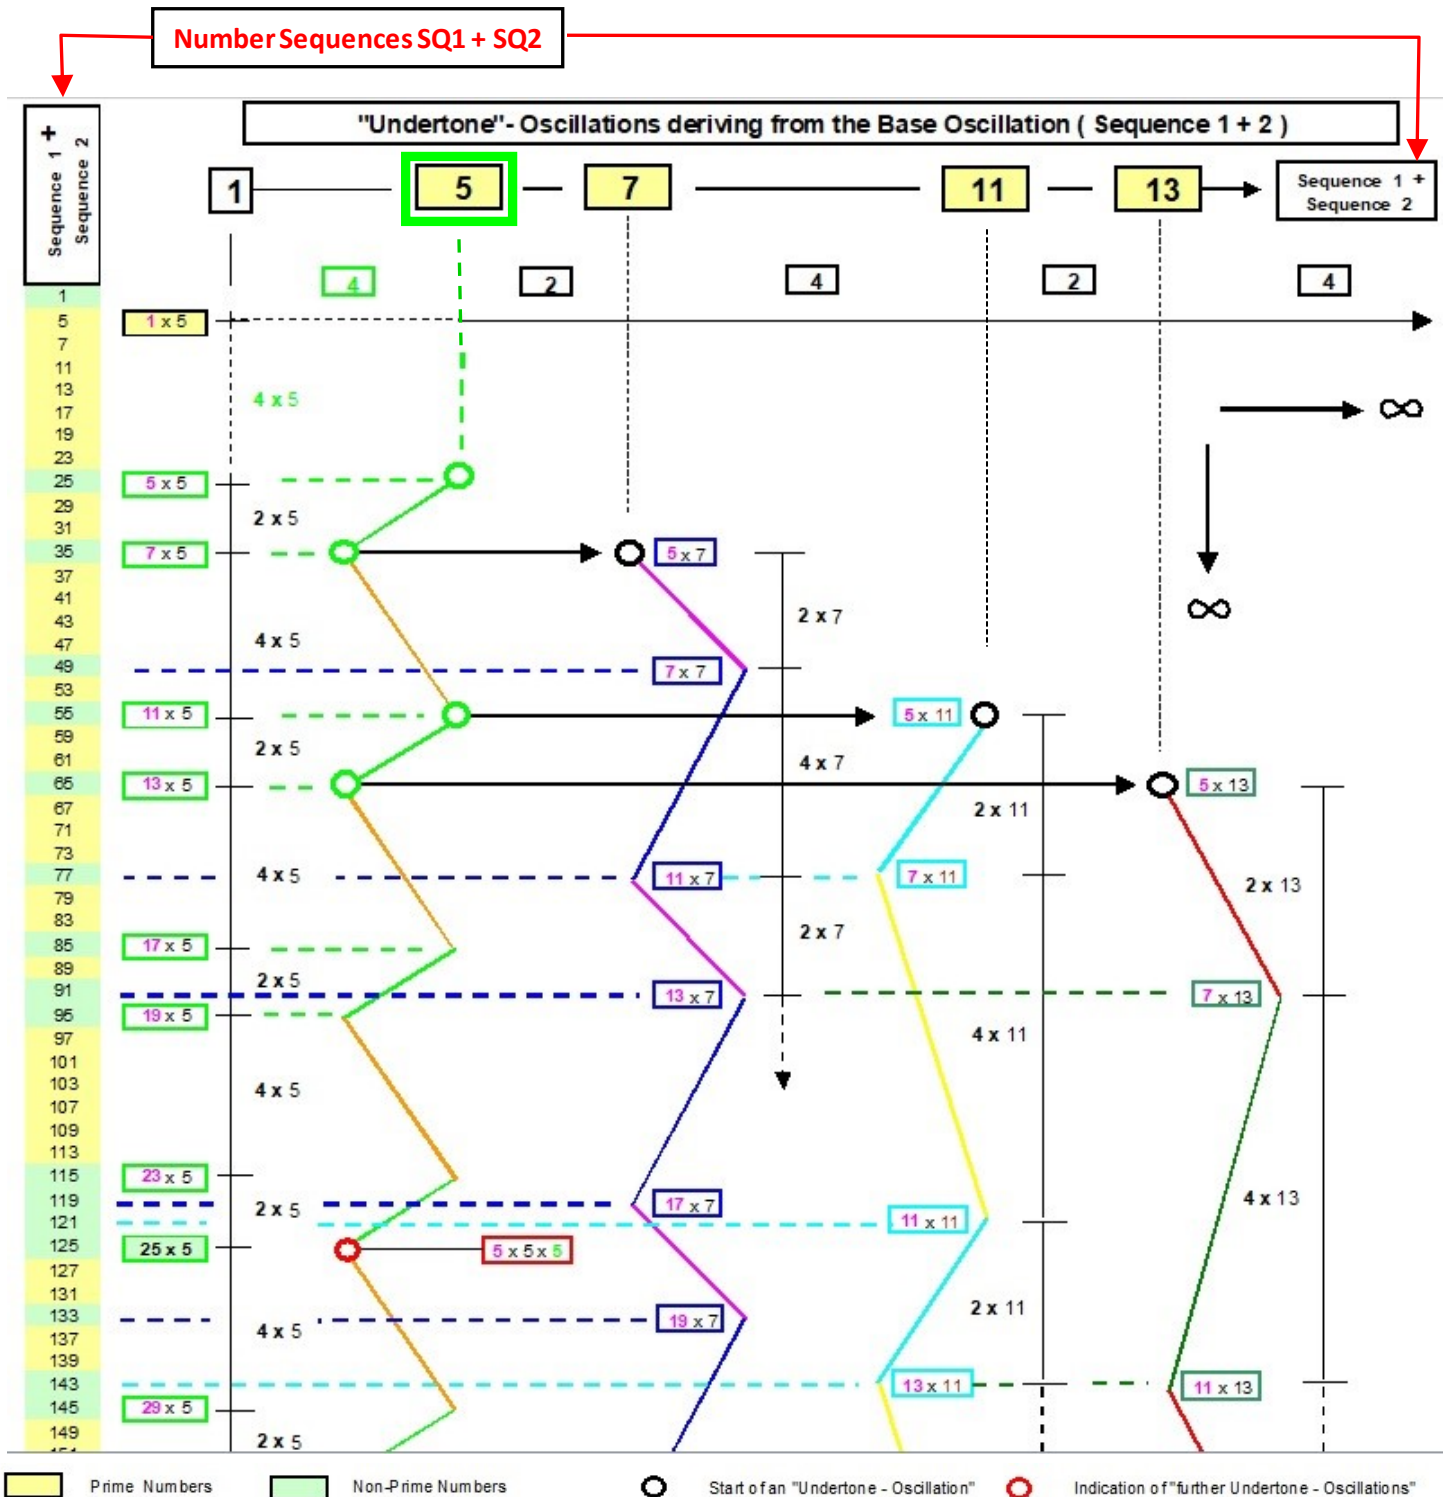 Number Sequences SQ1 + SQ2
"Undertone"- Oscillations deriving from the Base Oscillation ( Sequence 1 + 2 )
Sequence 1 +
Sequence 2
1
5
7
11
13
Sequence 1 +
Sequence 2
4
2
4
2
4
1
5
1 x 5
7
11
13
4 x 5
17
∞
19
23
25
5 x 5
29
2 x 5
31
35
7 x 5
5 x 7
37
41
∞
43
2 x 7
47
4 x 5
49
7 x 7
53
55
11 x 5
5 x 11
59
2 x 5
61
4 x 7
65
13 x 5
5 x 13
67
2 x 11
71
73
77
4 x 5
11 x 7
7 x 11
2 x 13
79
83
2 x 7
85
17 x 5
89
2 x 5
91
13 x 7
7 x 13
95
19 x 5
97
4 x 11
101
103
4 x 5
107
109
113
115
23 x 5
119
17 x 7
4 x 13
121
2 x 5
11 x 11
125
25 x 5
5 x 5 x 5
127
131
2 x 11
133
19 x 7
137
4 x 5
139
143
13 x 11
11 x 13
145
29 x 5
149
2 x 5
151
Prime Numbers
Non-Prime Numbers
Start of an "Undertone - Oscillation"
Indication of "further Undertone - Oscillations"